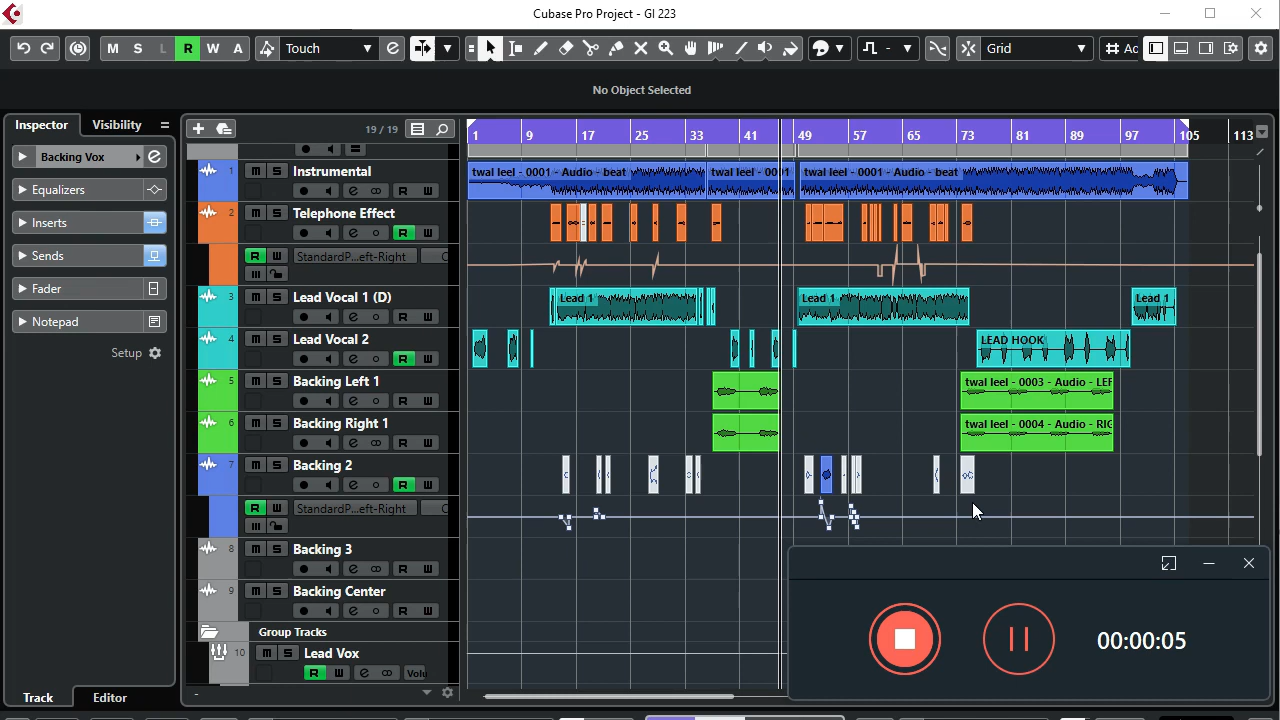 Cubase Pro Project - GI 223
M S L R W A Touch Grid Ac
No Object Selected
Inspector Visibility
19 / 19
1 9 17 25 33 41 49 57 65 73 81 89 97 105 113
Backing Vox
Equalizers
Inserts
Sends
Fader
Notepad
Setup
1 m S Instrumental
R
twal leel - 0001 - Audio - beat
twal leel - 0001
twal leel - 0001 - Audio - beat
2 m S Telephone Effect
R
R StandardP...eft-Right
3 m S Lead Vocal 1 (D)
R
Lead 1
Lead 1
Lead 1
4 m S Lead Vocal 2
R
LEAD HOOK
5 m S Backing Left 1
R
twal leel - 0003 - Audio - LEF
6 m S Backing Right 1
R
twal leel - 0004 - Audio - RIG
7 m S Backing 2
R
R StandardP...eft-Right
8 m S Backing 3
R
9 m S Backing Center
R
Group Tracks
10 m S Lead Vox
R Volu
Track Editor
00:00:05